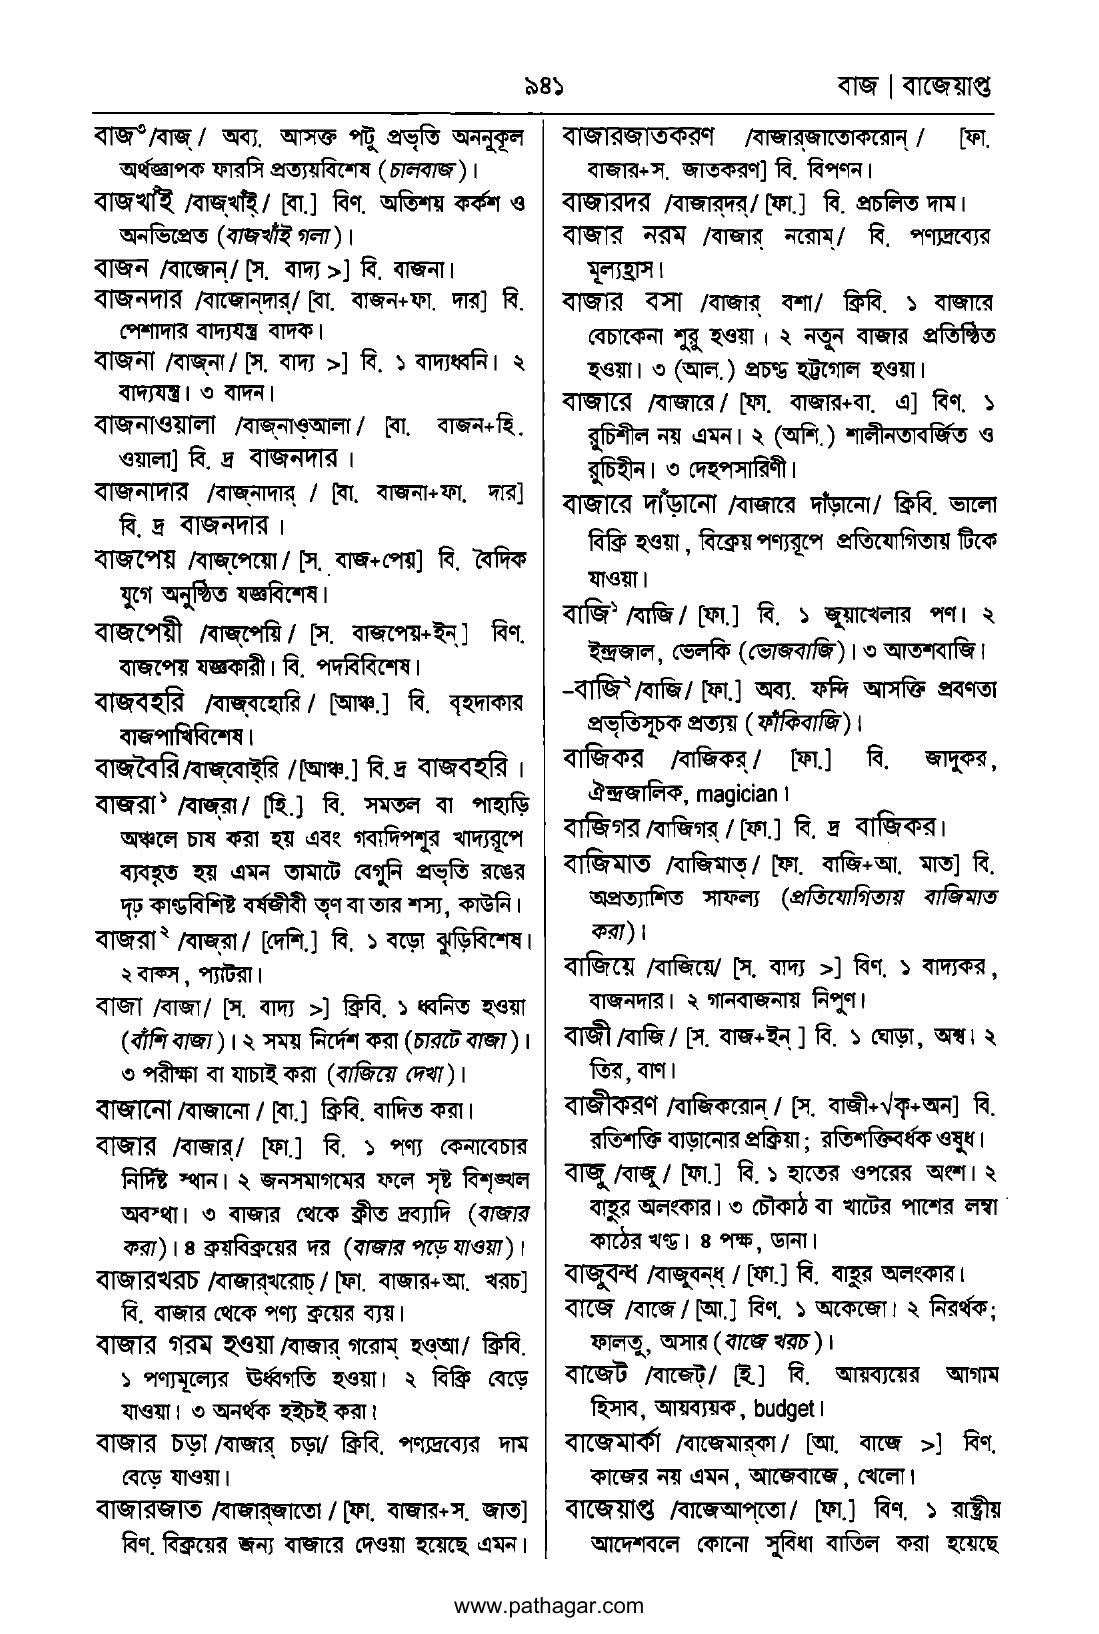 ৯৪১
বাজ | বাজেয়াপ্ত
বাজ৩ /বাজ্ / অব্য. আসক্ত পটু প্রভৃতি অননুকূল
অর্থজ্ঞাপক ফারসি প্রত্যয়বিশেষ (চালবাজ)।
বাজখাঁই /বাজ্খাঁই্ / [বা.] বিণ. অতিশয় কর্কশ ও
অনভিপ্রেত (বাজখাঁই গলা)।
বাজন /বাজোন্/ [স. বাদ্য >] বি. বাজনা।
বাজনদার /বাজোন্দার্/ [বা. বাজন+ফা. দার] বি.
পেশাদার বাদ্যযন্ত্র বাদক।
বাজনা /বাজ্না / [স. বাদ্য >] বি. ১ বাদ্যধ্বনি। ২
বাদ্যযন্ত্র। ৩ বাদন।
বাজনাওয়ালা /বাজ্নাও্আলা / [বা. বাজন+হি.
ওয়ালা] বি. দ্র বাজনদার ।
বাজনাদার /বাজ্নাদার্ / [বা. বাজনা+ফা. দার]
বি. দ্র বাজনদার ।
বাজপেয় /বাজ্পেয়ো / [স. বাজ+পেয়] বি. বৈদিক
যুগে অনুষ্ঠিত যজ্ঞবিশেষ।
বাজপেয়ী /বাজ্পেয়ি / [স. বাজপেয়+ইন্] বিণ.
বাজপেয় যজ্ঞকারী। বি. পদবিবিশেষ।
বাজবহরি /বাজ্বহোরি / [আঞ্চ.] বি. বৃহদাকার
বাজপাখিবিশেষ।
বাজবৈরি /বাজ্বোই্রি /[আঞ্চ.] বি. দ্র বাজবহরি ।
বাজরা১ /বাজ্রা / [হি.] বি. সমতল বা পাহাড়ি
অঞ্চলে চাষ করা হয় এবং গবাদিপশুর খাদ্যরূপে
ব্যবহৃত হয় এমন তামাটে বেগুনি প্রভৃতি রঙের
দৃঢ় কাণ্ডবিশিষ্ট বর্ষজীবী তৃণ বা তার শস্য, কাউনি।
বাজরা২ /বাজ্রা / [দেশি.] বি. ১ বড়ো ঝুড়িবিশেষ।
২ বাক্স, প্যাটরা।
বাজা /বাজা/ [স. বাদ্য >] ক্রিবি. ১ ধ্বনিত হওয়া
(বাঁশি বাজা)। ২ সময় নির্দেশ করা (চারটে বাজা)।
৩ পরীক্ষা বা যাচাই করা (বাজিয়ে দেখা)।
বাজানো /বাজানো / [বা.] ক্রিবি. বাদিত করা।
বাজার /বাজার্/ [ফা.] বি. ১ পণ্য কেনাবেচার
নির্দিষ্ট স্থান। ২ জনসমাগমের ফলে সৃষ্ট বিশৃঙ্খল
অবস্থা। ৩ বাজার থেকে ক্রীত দ্রব্যাদি (বাজার
করা)। ৪ ক্রয়বিক্রয়ের দর (বাজার পড়ে যাওয়া)।
বাজারখরচ /বাজার্খরোচ্ / [ফা. বাজার+আ. খরচ]
বি. বাজার থেকে পণ্য ক্রয়ের ব্যয়।
বাজার গরম হওয়া /বাজার্ গরোম্ হও্আ/ ক্রিবি.
১ পণ্যমূল্যের ঊর্ধ্বগতি হওয়া। ২ বিক্রি বেড়ে
যাওয়া। ৩ অনর্থক হইচই করা।
বাজার চড়া /বাজার্ চড়া/ ক্রিবি. পণ্যদ্রব্যের দাম
বেড়ে যাওয়া।
বাজারজাত /বাজার্জাতো / [ফা. বাজার+স. জাত]
বিণ. বিক্রয়ের জন্য বাজারে দেওয়া হয়েছে এমন।
বাজারজাতকরণ /বাজার্জাতোকরোন্ / [ফা.
বাজার+স. জাতকরণ] বি. বিপণন।
বাজারদর /বাজার্দর্/ [ফা.] বি. প্রচলিত দাম।
বাজার নরম /বাজার্ নরোম্/ বি. পণ্যদ্রব্যের
মূল্যহ্রাস।
বাজার বসা /বাজার্ বশা/ ক্রিবি. ১ বাজারে
বেচাকেনা শুরু হওয়া । ২ নতুন বাজার প্রতিষ্ঠিত
হওয়া। ৩ (আল.) প্রচণ্ড হট্টগোল হওয়া।
বাজারে /বাজারে / [ফা. বাজার+বা. এ] বিণ. ১
রুচিশীল নয় এমন। ২ (অশি.) শালীনতাবর্জিত ও
রুচিহীন। ৩ দেহপসারিণী।
বাজারে দাঁড়ানো /বাজারে দাঁড়ানো/ ক্রিবি. ভালো
বিক্রি হওয়া, বিক্রেয় পণ্যরূপে প্রতিযোগিতায় টিকে
যাওয়া।
বাজি১ /বাজি / [ফা.] বি. ১ জুয়াখেলার পণ। ২
ইন্দ্রজাল, ভেলকি (ভোজবাজি)। ৩ আতশবাজি।
–বাজি২ /বাজি/ [ফা.] অব্য. ফন্দি আসক্তি প্রবণতা
প্রভৃতিসূচক প্রত্যয় (ফাঁকিবাজি)।
বাজিকর /বাজিকর্ / [ফা.] বি. জাদুকর,
ঐন্দ্রজালিক, magician।
বাজিগর /বাজিগর্ / [ফা.] বি. দ্র বাজিকর।
বাজিমাত /বাজিমাত্ / [ফা. বাজি+আ. মাত] বি.
অপ্রত্যাশিত সাফল্য (প্রতিযোগিতায় বাজিমাত
করা)।
বাজিয়ে /বাজিয়ে/ [স. বাদ্য >] বিণ. ১ বাদ্যকর,
বাজনদার। ২ গানবাজনায় নিপুণ।
বাজী /বাজি / [স. বাজ+ইন্ ] বি. ১ ঘোড়া, অশ্ব। ২
তির, বাণ।
বাজীকরণ /বাজিকরোন্ / [স. বাজী+√কৃ+অন] বি.
রতিশক্তি বাড়ানোর প্রক্রিয়া; রতিশক্তিবর্ধক ওষুধ।
বাজু /বাজু / [ফা.] বি. ১ হাতের ওপরের অংশ। ২
বাহুর অলংকার। ৩ চৌকাঠ বা খাটের পাশের লম্বা
কাঠের খণ্ড। ৪ পক্ষ, ডানা।
বাজুবন্ধ /বাজুবন্ধ্ / [ফা.] বি. বাহুর অলংকার।
বাজে /বাজে / [আ.] বিণ. ১ অকেজো। ২ নিরর্থক;
ফালতু, অসার (বাজে খরচ)।
বাজেট /বাজেট্/ [ই.] বি. আয়ব্যয়ের আগাম
হিসাব, আয়ব্যয়ক, budget।
বাজেমার্কা /বাজেমার্কা / [আ. বাজে >] বিণ.
কাজের নয় এমন, আজেবাজে, খেলো।
বাজেয়াপ্ত /বাজেআপ্তো/ [ফা.] বিণ. ১ রাষ্ট্রীয়
আদেশবলে কোনো সুবিধা বাতিল করা হয়েছে
www.pathagar.com